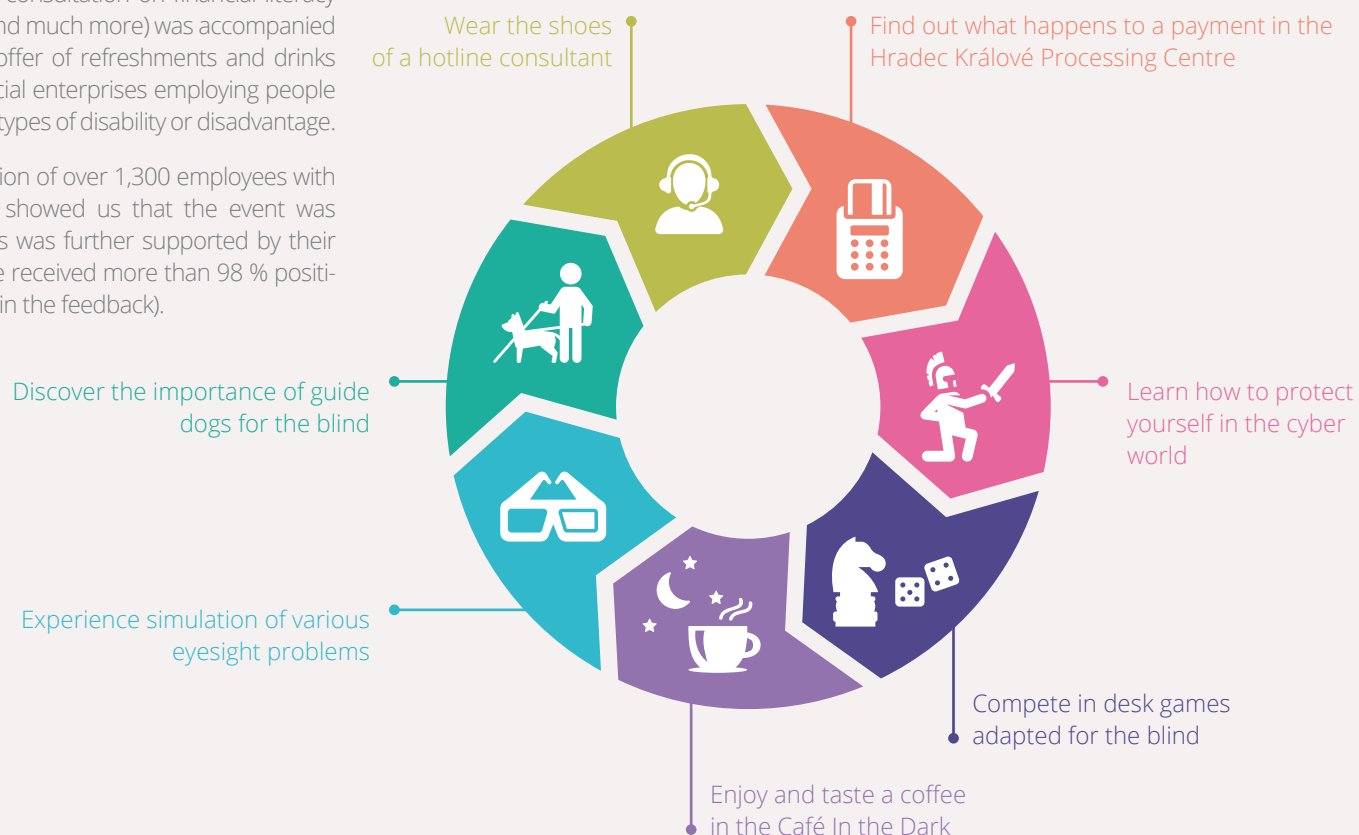 consultation on financial literacy
nd much more) was accompanied
offer of refreshments and drinks
cial enterprises employing people
types of disability or disadvantage.
tion of over 1,300 employees with
showed us that the event was
s was further supported by their
e received more than 98 % positi-
in the feedback).
Wear the shoes
of a hotline consultant
Find out what happens to a payment in the
Hradec Králové Processing Centre
Learn how to protect
yourself in the cyber
world
Compete in desk games
adapted for the blind
Enjoy and taste a coffee
in the Café In the Dark
Experience simulation of various
eyesight problems
Discover the importance of guide
dogs for the blind